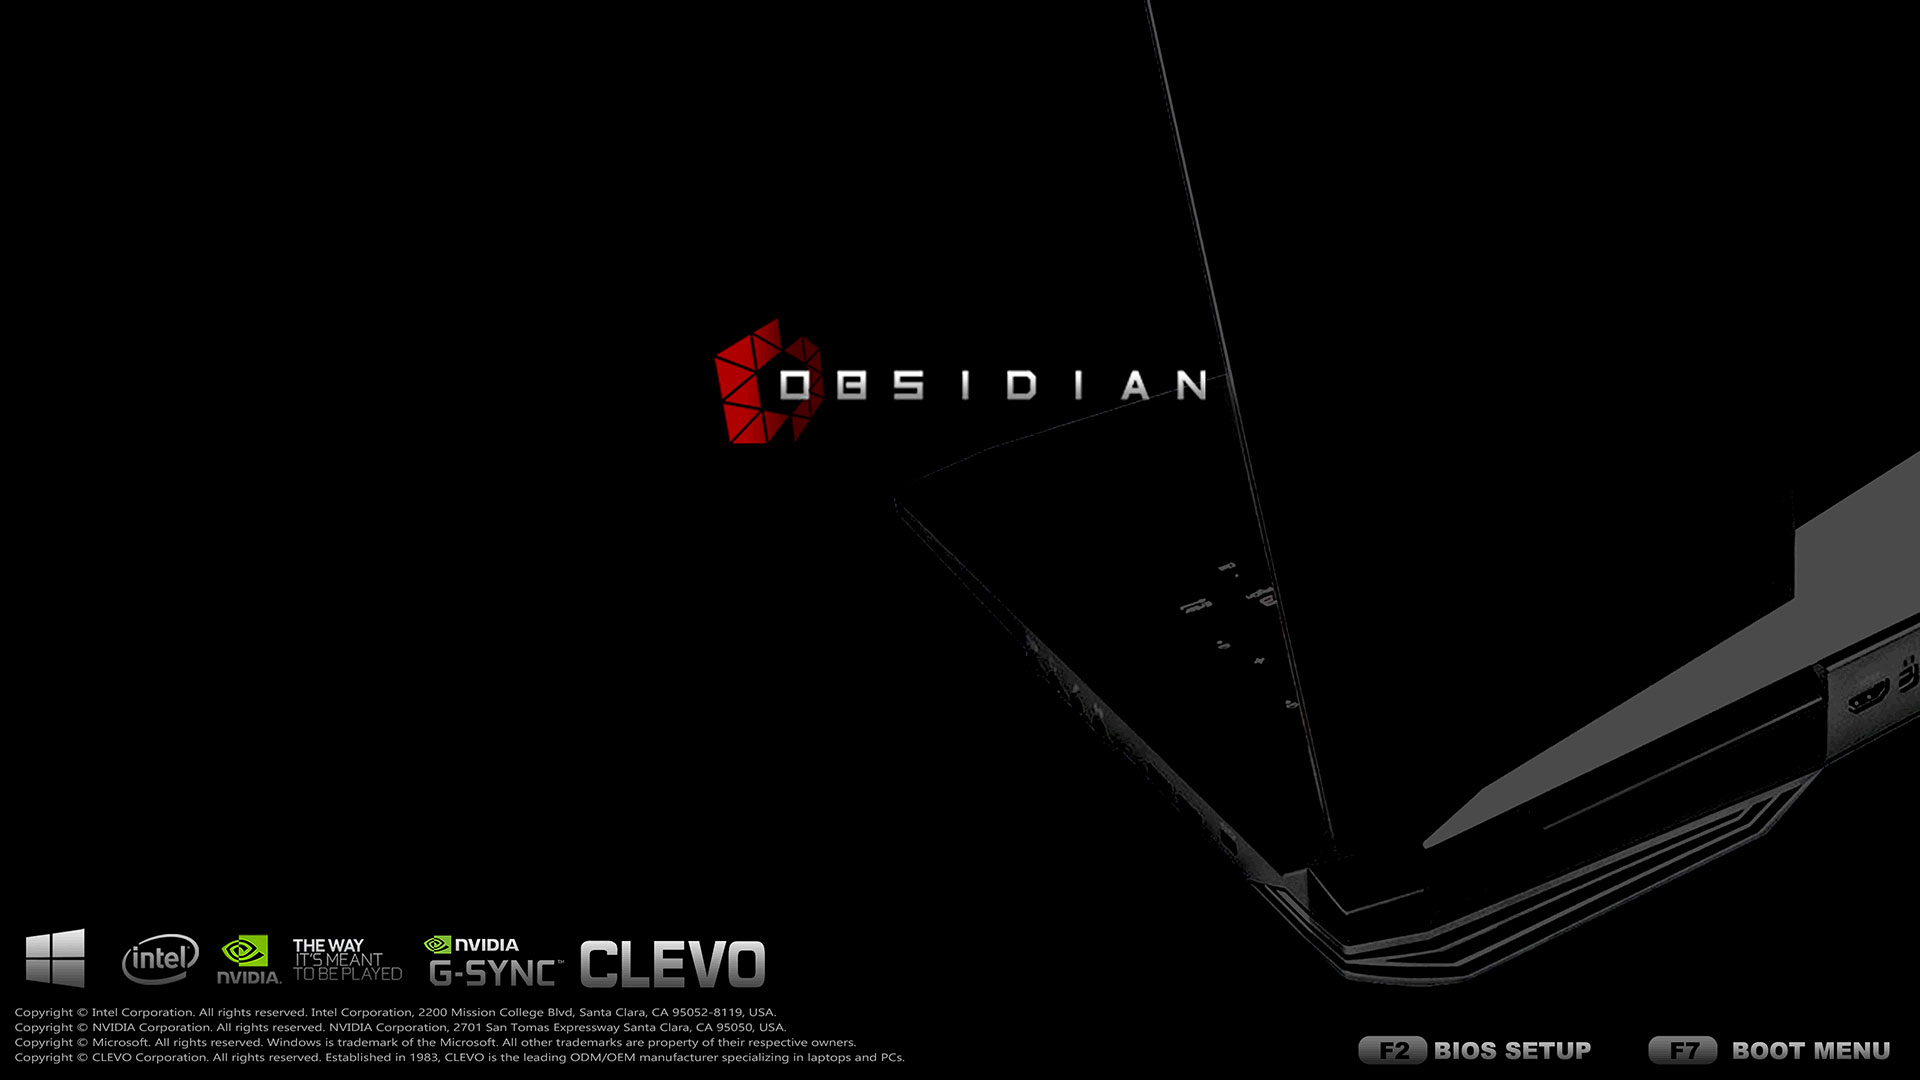 OBSIDIAN
intel
NVIDIA.
THE WAY
IT'S MEANT
TO BE PLAYED
NVIDIA
G-SYNC™
CLEVO
Copyright © Intel Corporation. All rights reserved. Intel Corporation, 2200 Mission College Blvd, Santa Clara, CA 95052-8119, USA.
Copyright © NVIDIA Corporation. All rights reserved. NVIDIA Corporation, 2701 San Tomas Expressway Santa Clara, CA 95050, USA.
Copyright © Microsoft. All rights reserved. Windows is trademark of the Microsoft. All other trademarks are property of their respective owners.
Copyright © CLEVO Corporation. All rights reserved. Established in 1983, CLEVO is the leading ODM/OEM manufacturer specializing in laptops and PCs.
F2 BIOS SETUP
F7 BOOT MENU